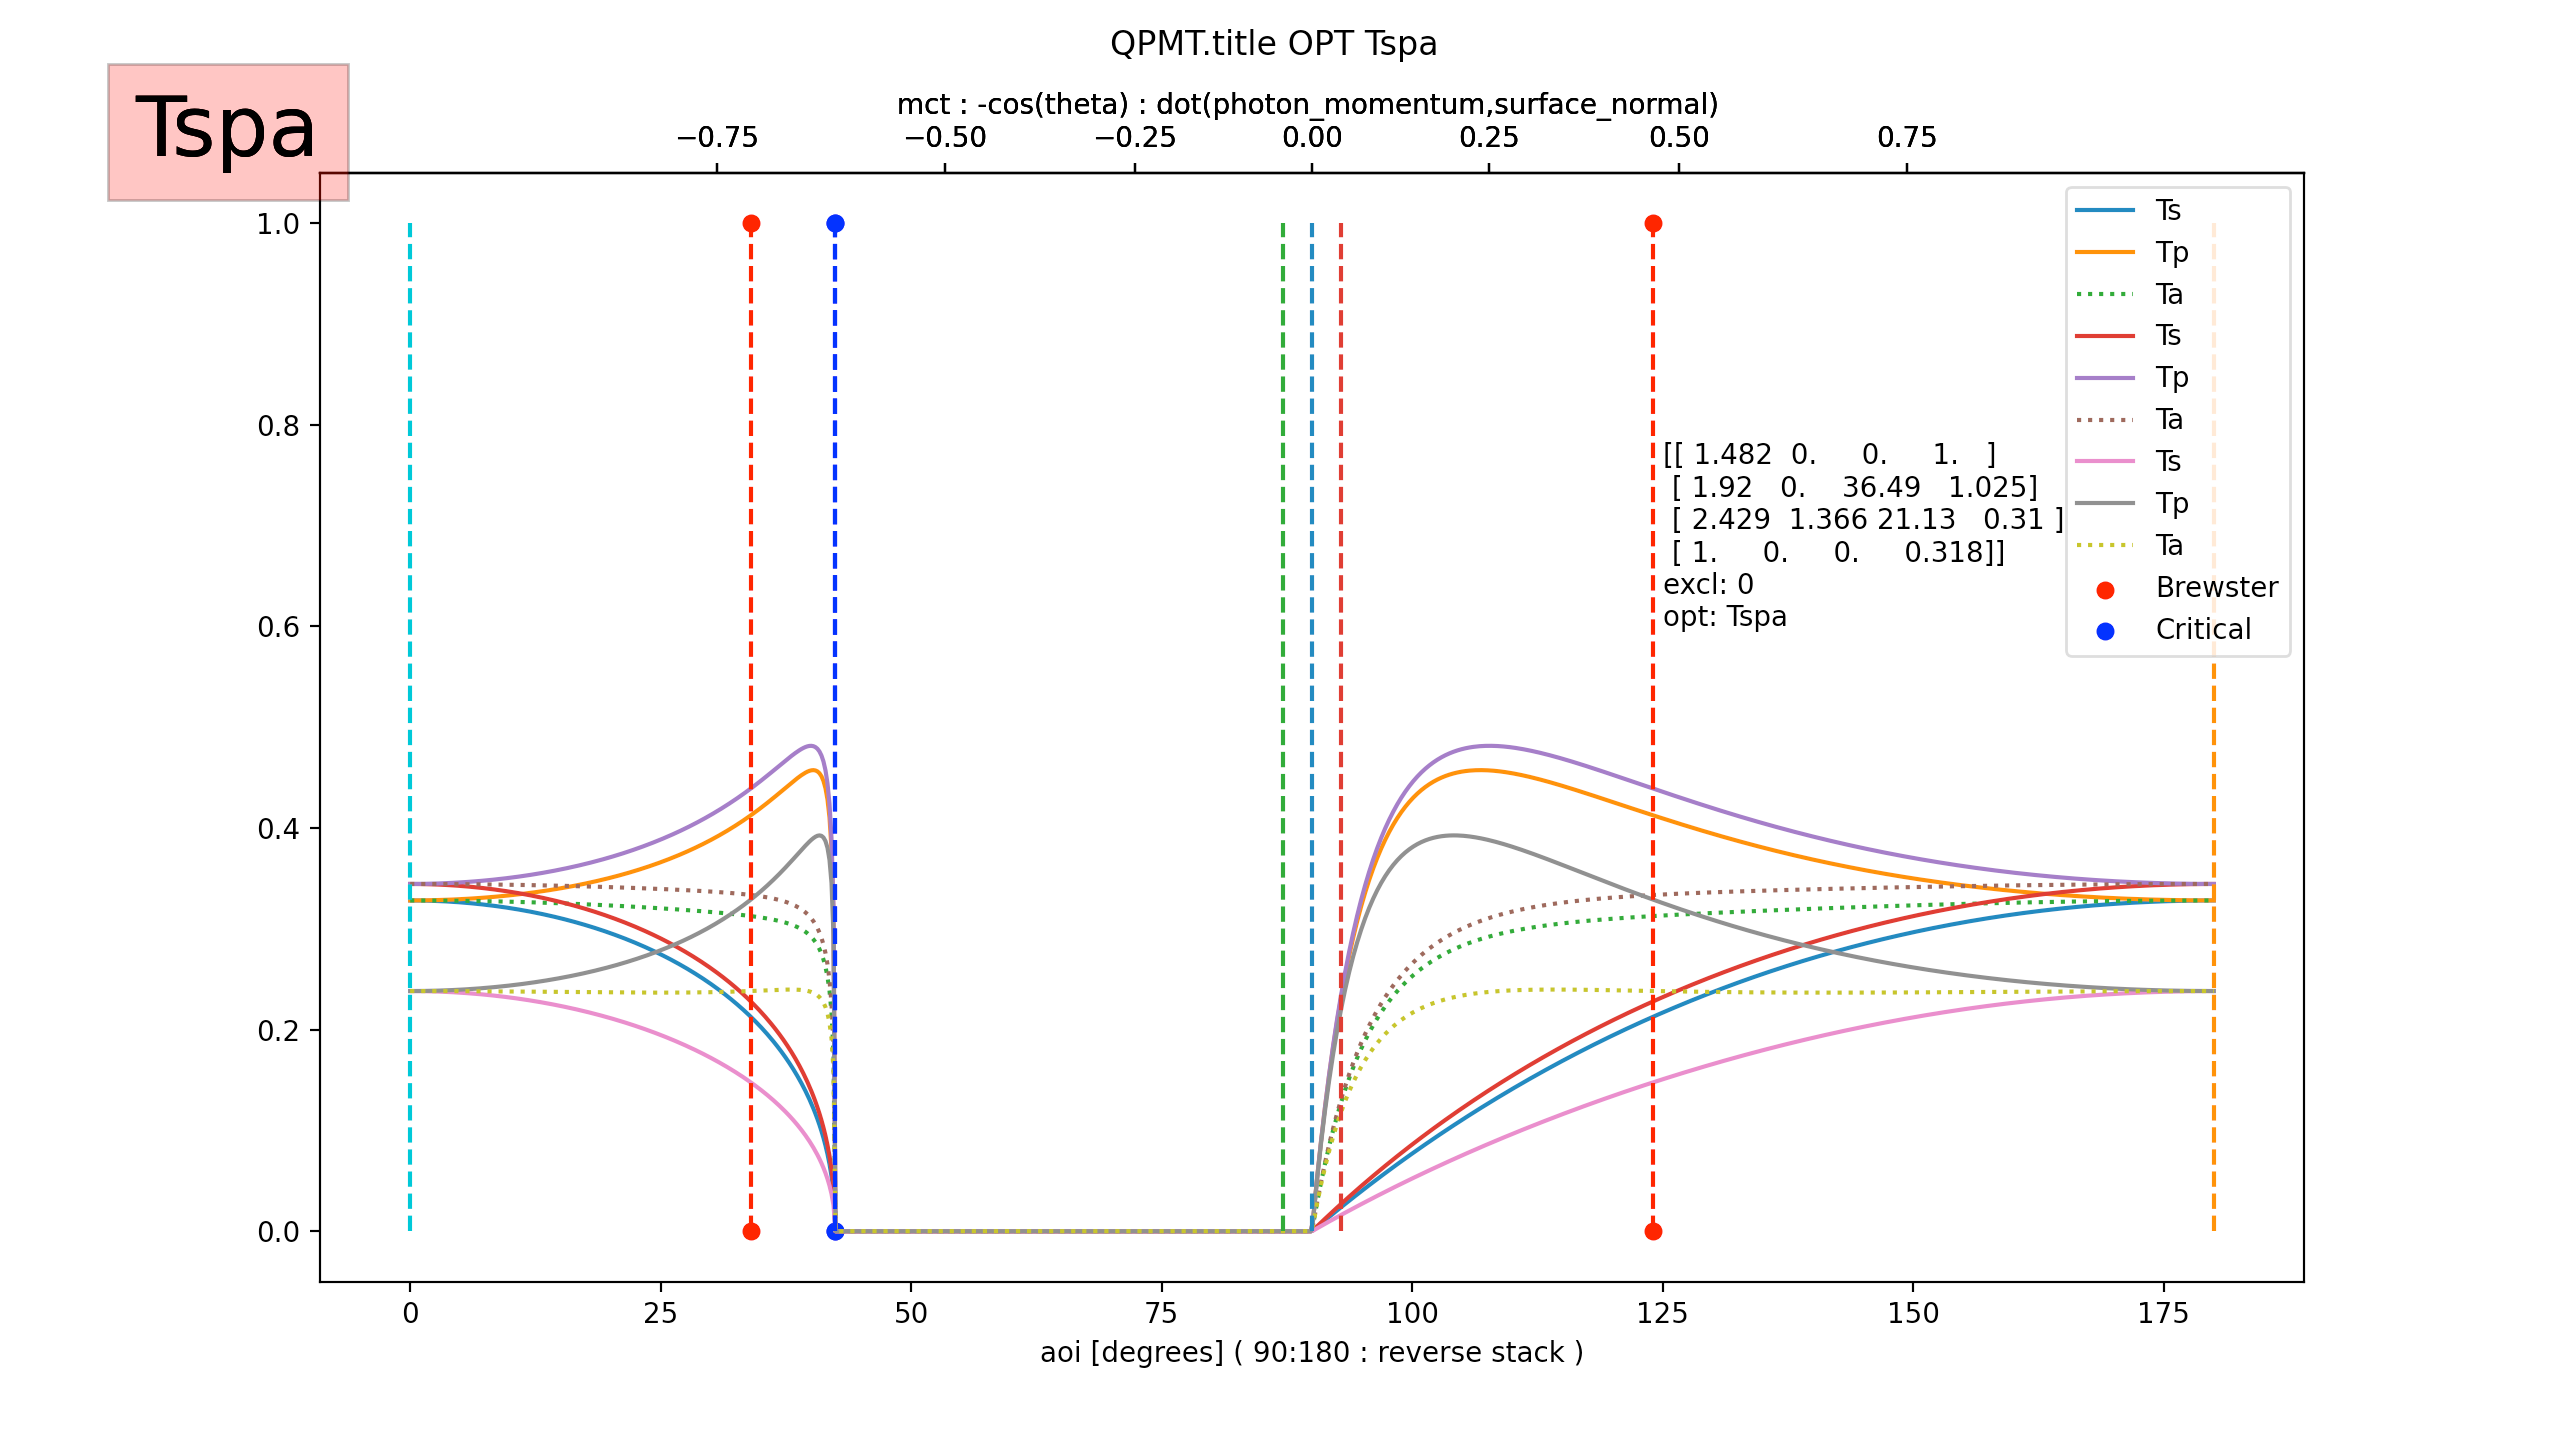 QPMT.title OPT Tspa
Tspa
mct : -cos(theta) : dot(photon_momentum,surface_normal)
−0.75 −0.50 −0.25 0.00 0.25 0.50 0.75
1.0
0.8
0.6
0.4
0.2
0.0
Ts
Tp
Ta
Ts
Tp
Ta
Ts
Tp
Ta
Brewster
Critical
[[ 1.482 0. 0. 1. ]
[ 1.92 0. 36.49 1.025]
[ 2.429 1.366 21.13 0.31 ]
[ 1. 0. 0. 0.318]]
excl: 0
opt: Tspa
0 25 50 75 100 125 150 175
aoi [degrees] ( 90:180 : reverse stack )